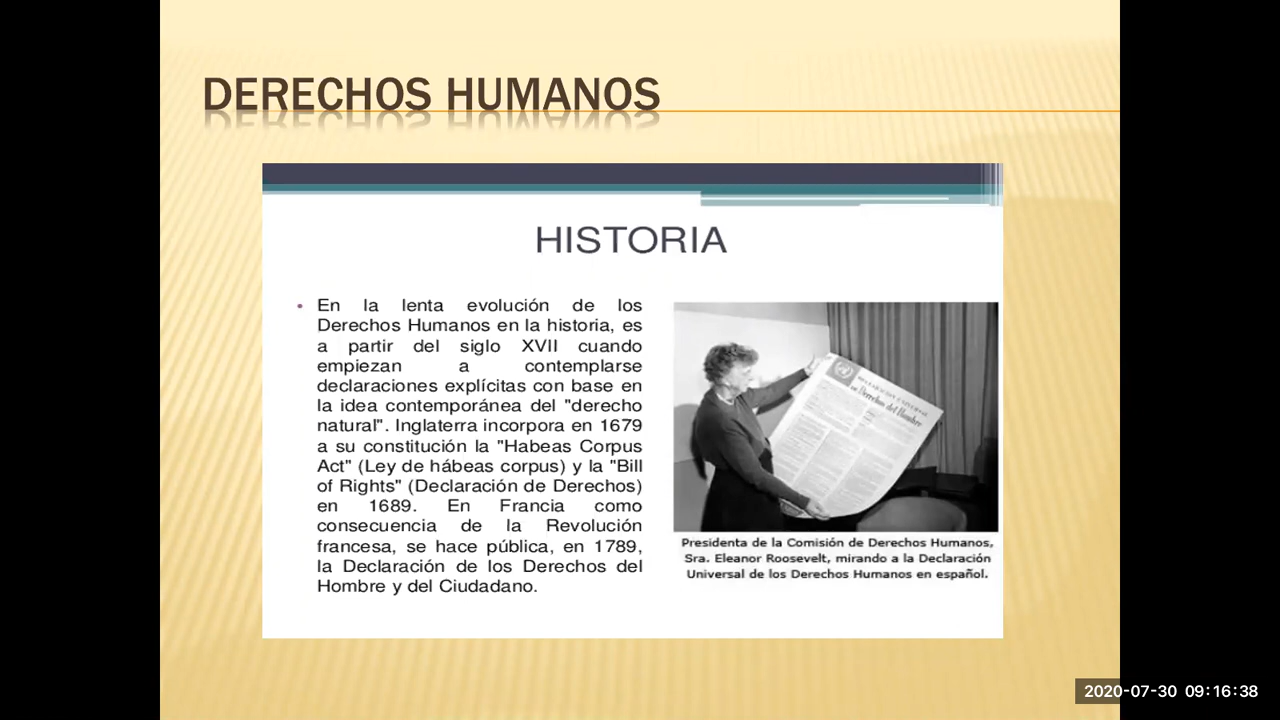 DERECHOS HUMANOS
HISTORIA
• En la lenta evolución de los
Derechos Humanos en la historia, es
a partir del siglo XVII cuando
empiezan a contemplarse
declaraciones explícitas con base en
la idea contemporánea del "derecho
natural". Inglaterra incorpora en 1679
a su constitución la "Habeas Corpus
Act" (Ley de hábeas corpus) y la "Bill
of Rights" (Declaración de Derechos)
en 1689. En Francia como
consecuencia de la Revolución
francesa, se hace pública, en 1789,
la Declaración de los Derechos del
Hombre y del Ciudadano.
DECLARACION UNIVERSAL
de Derechos del Hombre
Presidenta de la Comisión de Derechos Humanos,
Sra. Eleanor Roosevelt, mirando a la Declaración
Universal de los Derechos Humanos en español.
2020-07-30 09:16:38